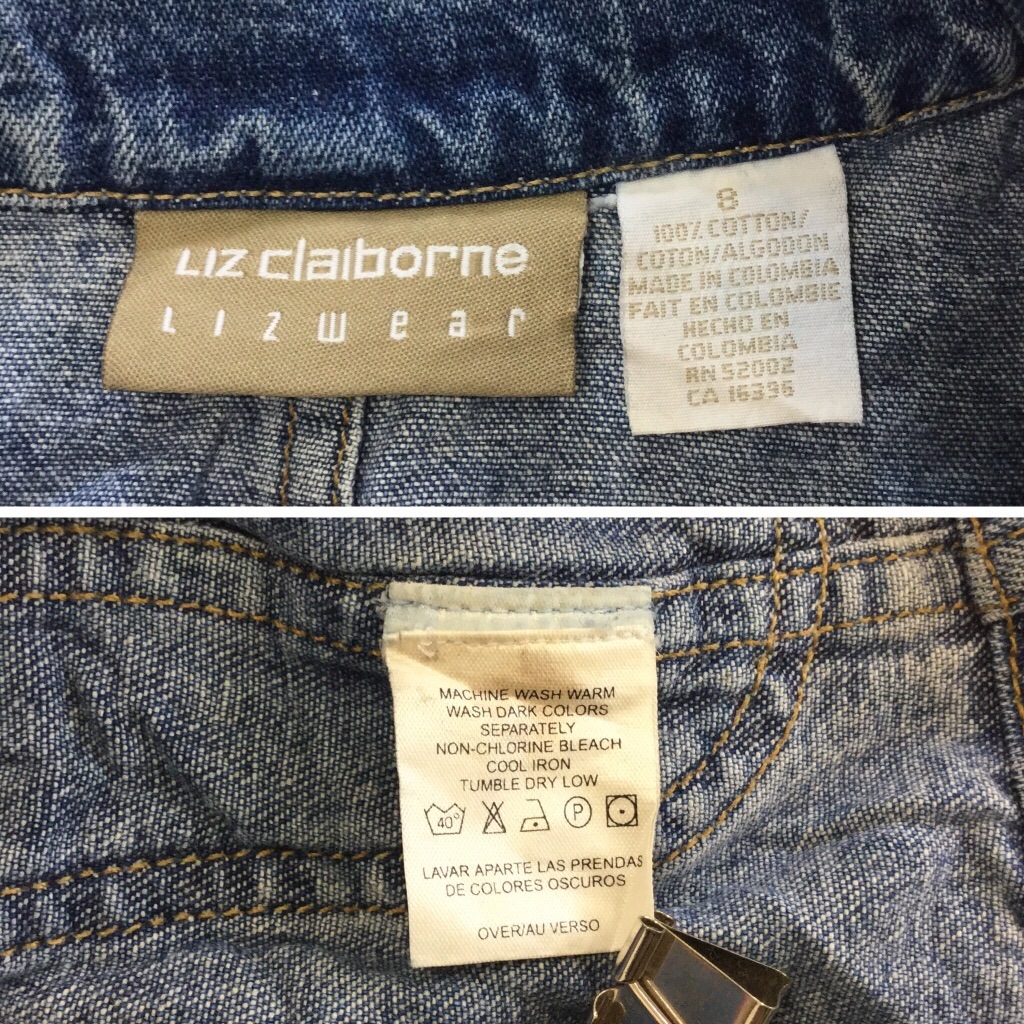 Liz claiborne
Lizwear
8
100% COTTON/
COTON/ALGODON
MADE IN COLOMBIA
FAIT EN COLOMBIE
HECHO EN
COLOMBIA
RN 52002
CA 16396
MACHINE WASH WARM
WASH DARK COLORS
SEPARATELY
NON-CHLORINE BLEACH
COOL IRON
TUMBLE DRY LOW
40° P
LAVAR APARTE LAS PRENDAS
DE COLORES OSCUROS
OVER/AU VERSO